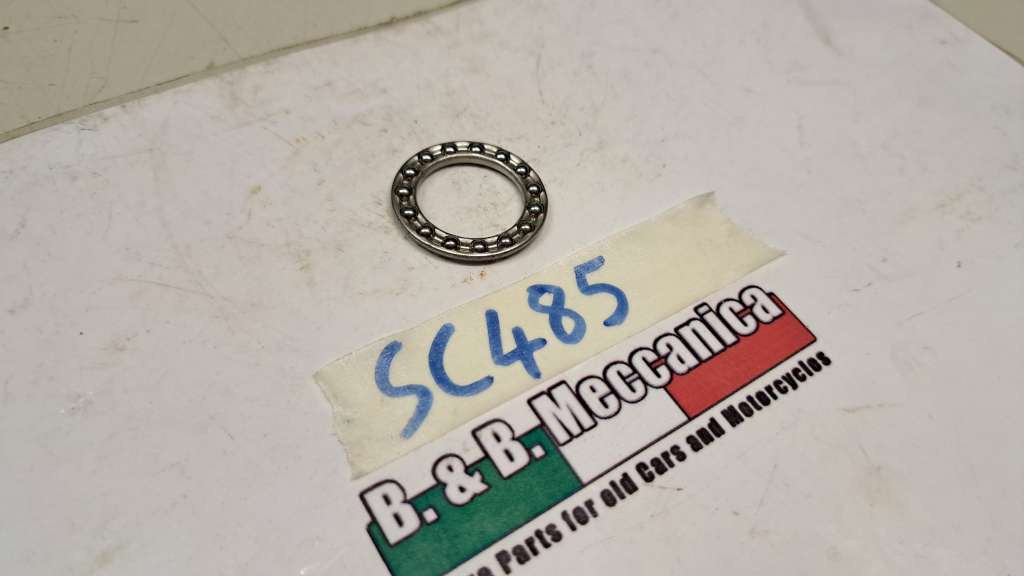 SC485
B. & B. Meccanica
Parts for old Cars and Motorcycles